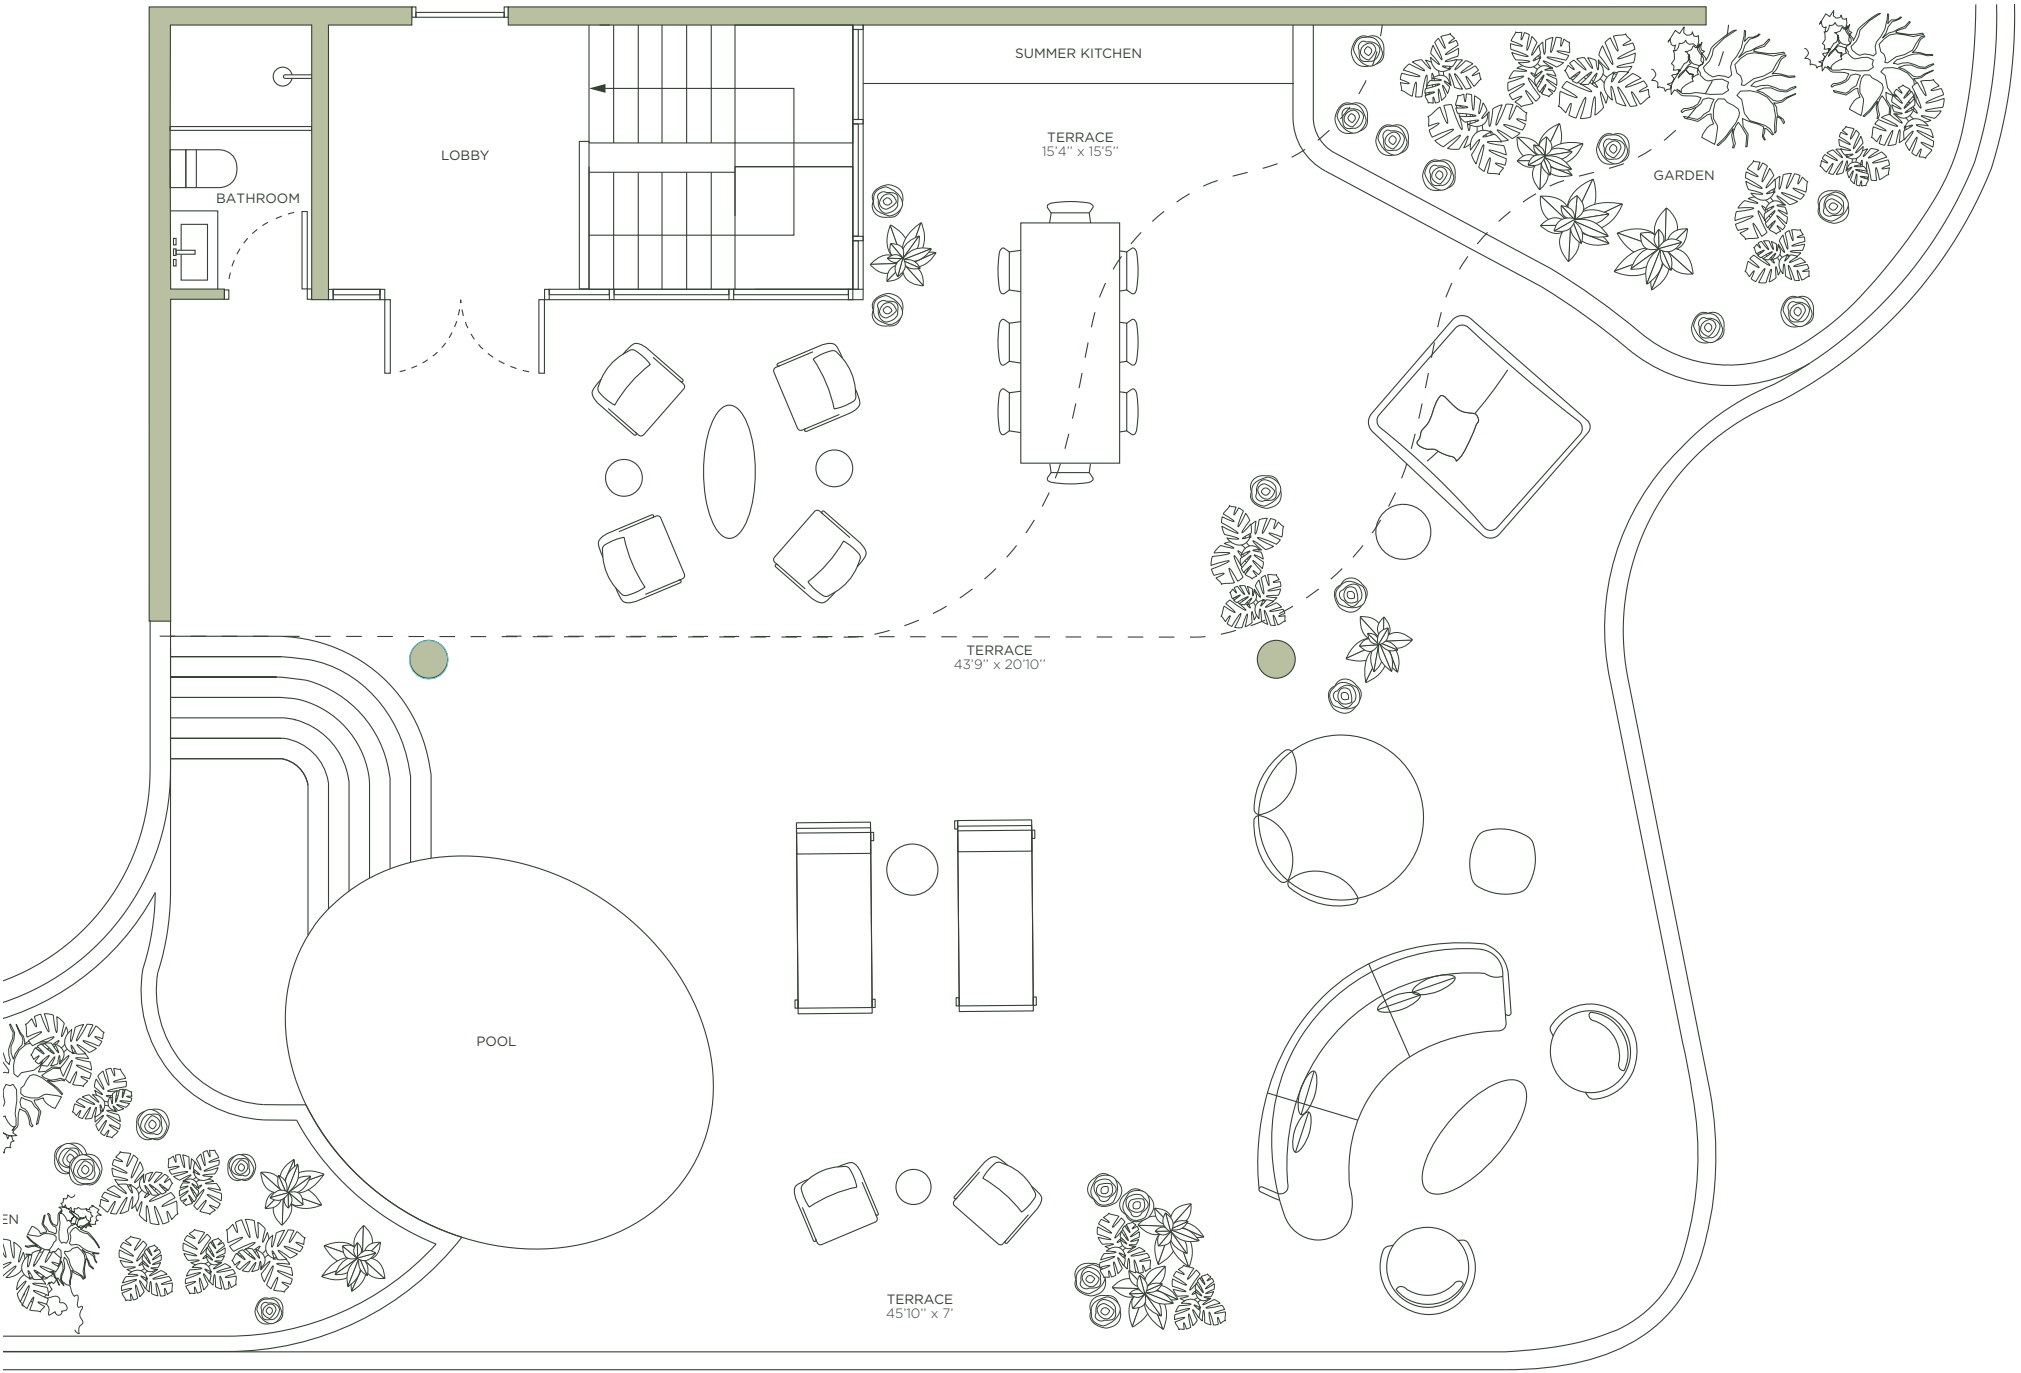 SUMMER KITCHEN
TERRACE
15'4" x 15'5"
LOBBY
GARDEN
BATHROOM
TERRACE
43'9" x 20'10"
POOL
EN
TERRACE
45'10" x 7'